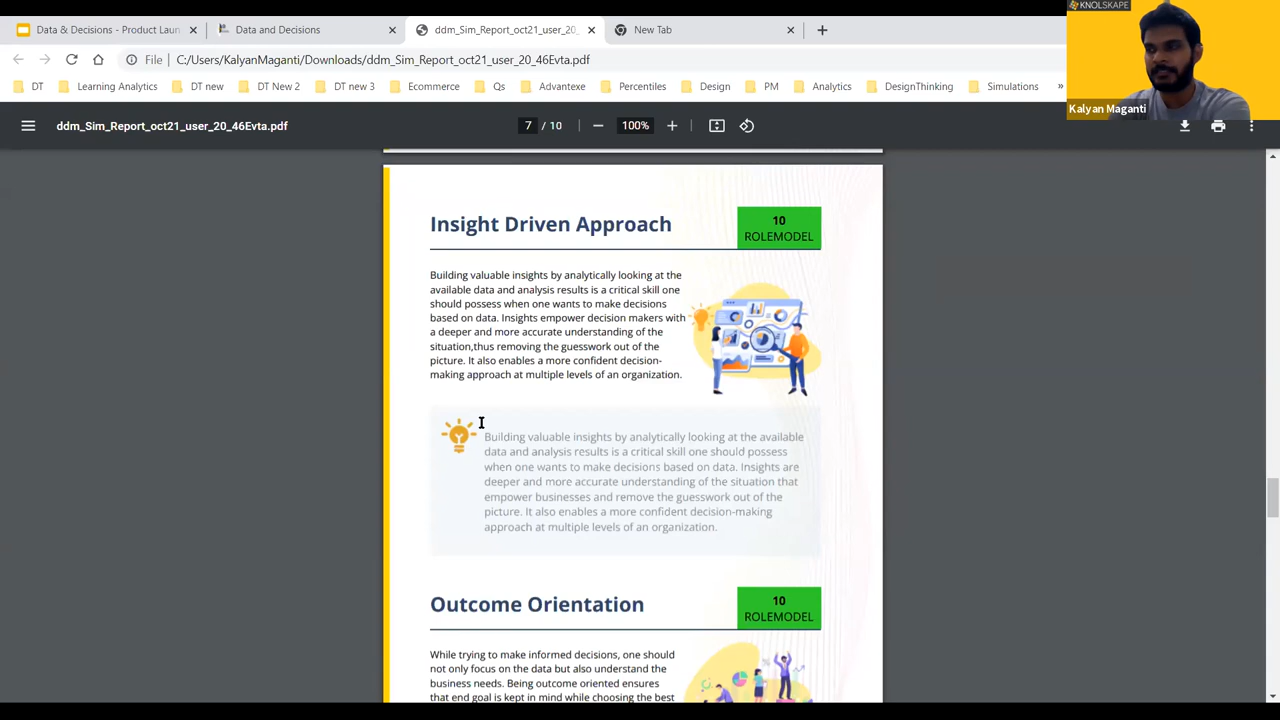 Data & Decisions - Product Laun
Data and Decisions
ddm_Sim_Report_oct21_user_20_
New Tab
KNOLSKAPE
File
C:/Users/KalyanMaganti/Downloads/ddm_Sim_Report_oct21_user_20_46Evta.pdf
DT
Learning Analytics
DT new
DT New 2
DT new 3
Ecommerce
Qs
Advantexe
Percentiles
Design
PM
Analytics
DesignThinking
Simulations
»
Kalyan Maganti
ddm_Sim_Report_oct21_user_20_46Evta.pdf
7 / 10
100%
Insight Driven Approach
10
ROLEMODEL
Building valuable insights by analytically looking at the
available data and analysis results is a critical skill one
should possess when one wants to make decisions
based on data. Insights empower decision makers with
a deeper and more accurate understanding of the
situation,thus removing the guesswork out of the
picture. It also enables a more confident decision-
making approach at multiple levels of an organization.
Building valuable insights by analytically looking at the available
data and analysis results is a critical skill one should possess
when one wants to make decisions based on data. Insights are
deeper and more accurate understanding of the situation that
empower businesses and remove the guesswork out of the
picture. It also enables a more confident decision-making
approach at multiple levels of an organization.
Outcome Orientation
10
ROLEMODEL
While trying to make informed decisions, one should
not only focus on the data but also understand the
business needs. Being outcome oriented ensures
that end goal is kept in mind while choosing the best